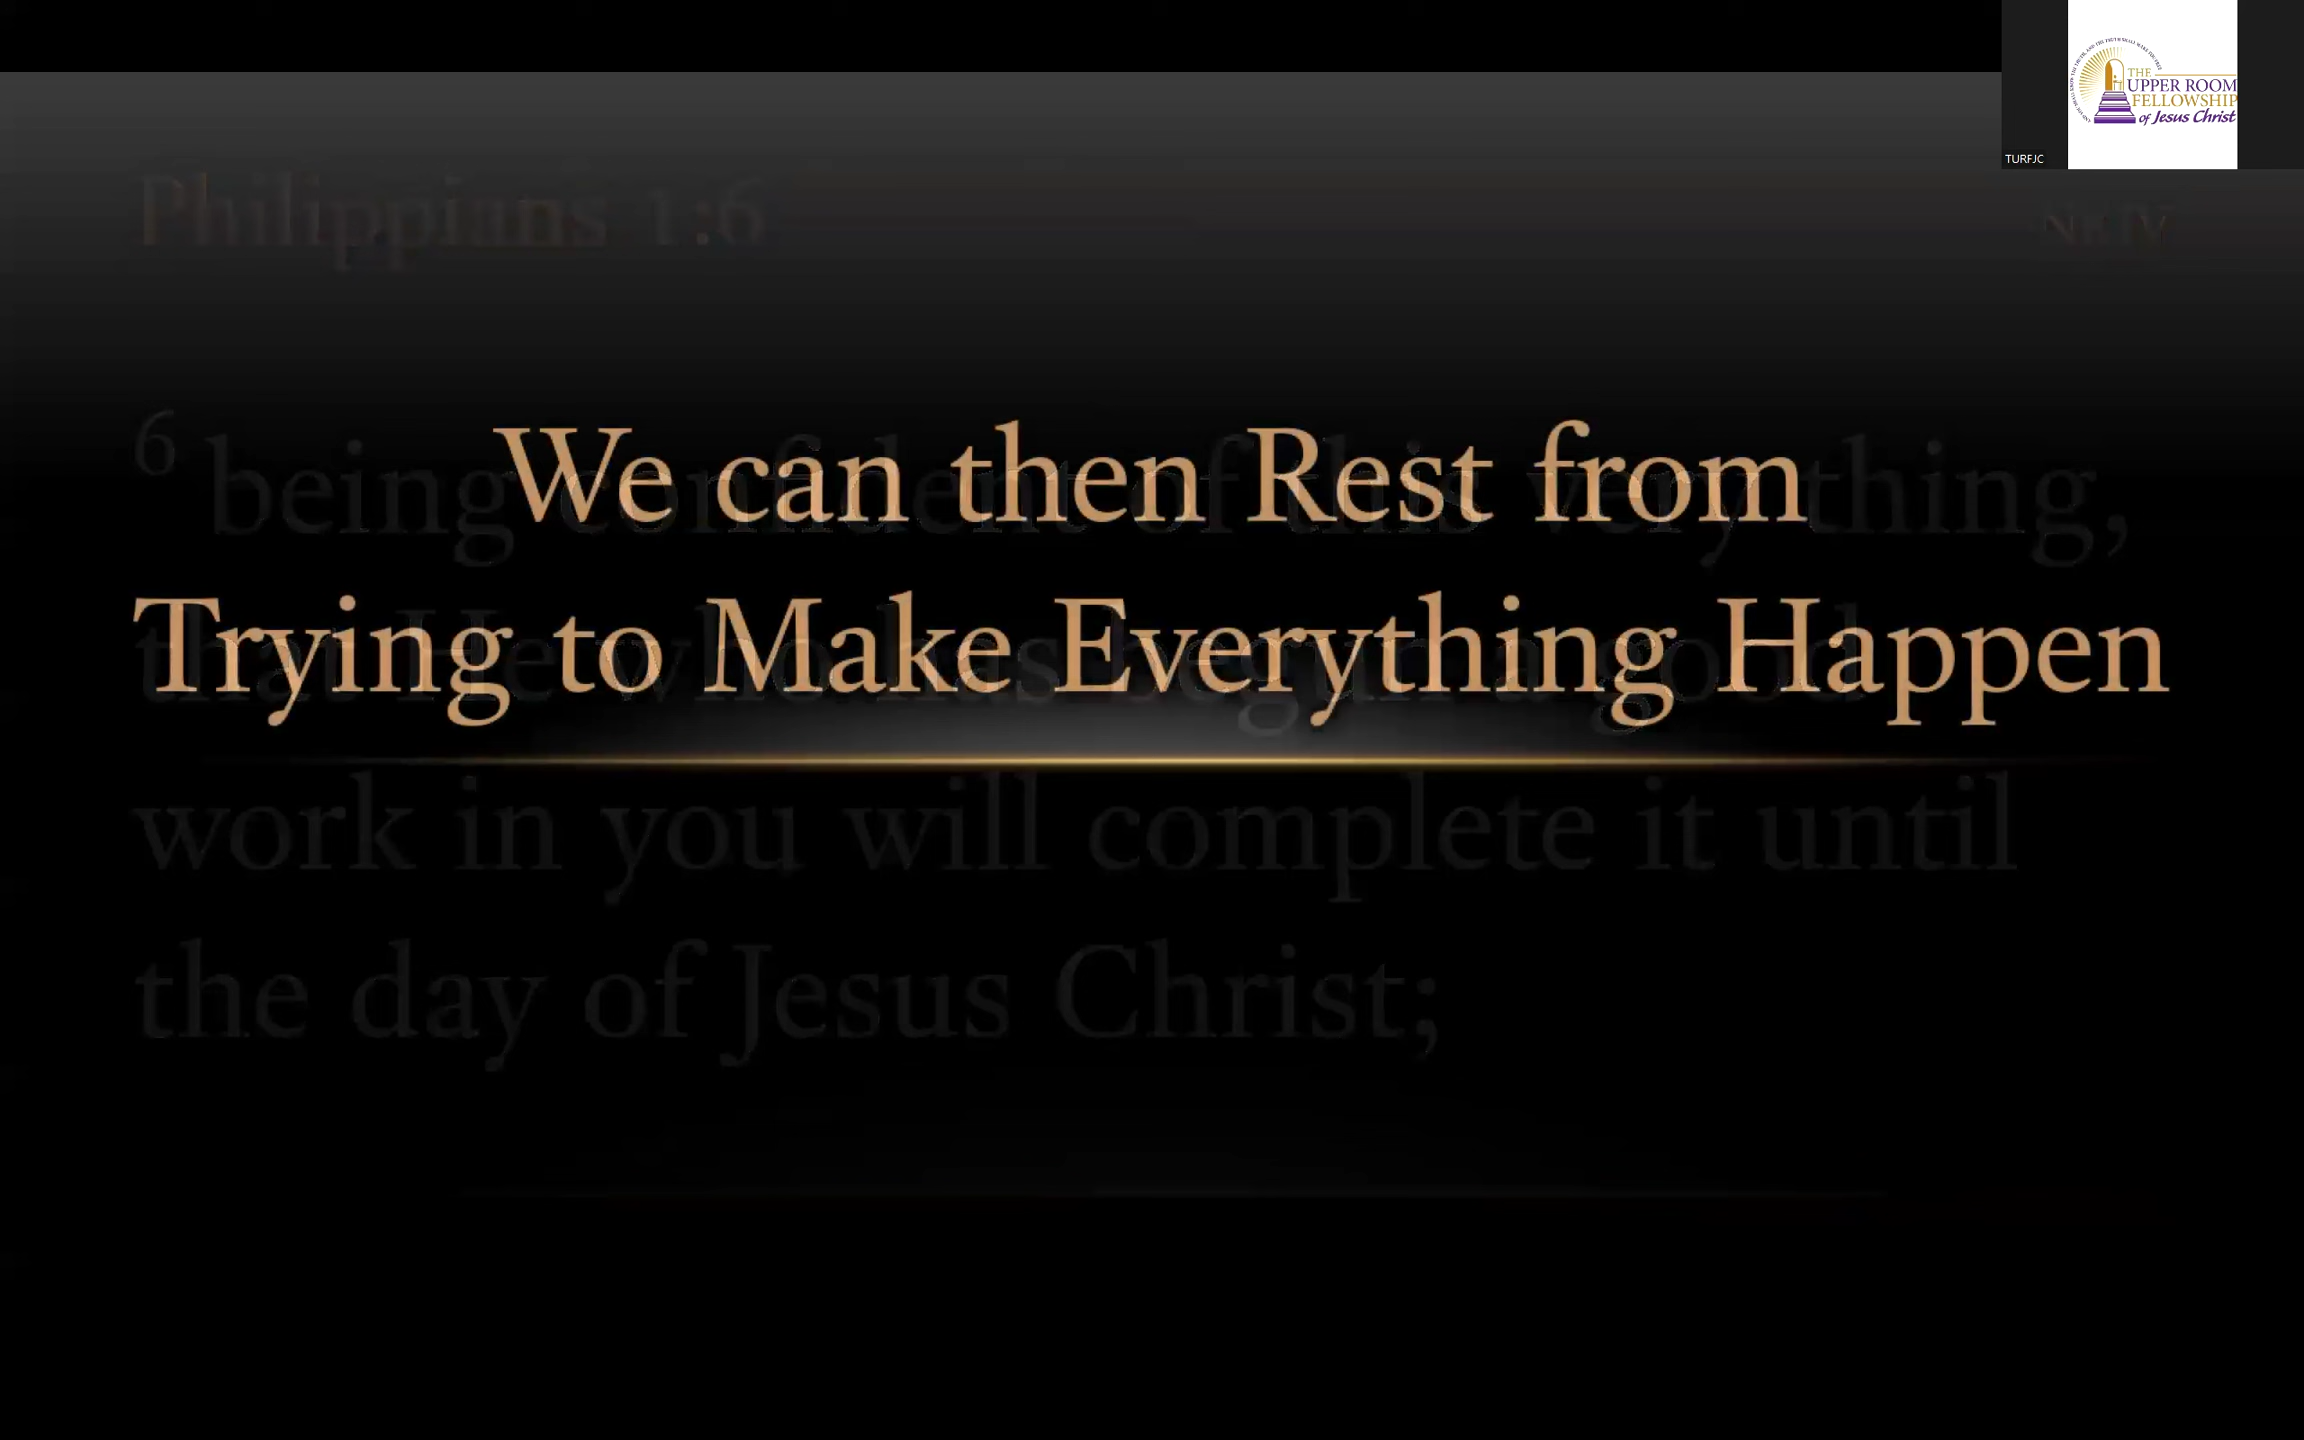 THE
UPPER ROOM
FELLOWSHIP
of Jesus Christ
TURFJC
Philippians 1:6 NKJV
We can then Rest from
Trying to Make Everything Happen
6 being confident of this very thing,
that He who has begun a good
work in you will complete it until
the day of Jesus Christ;